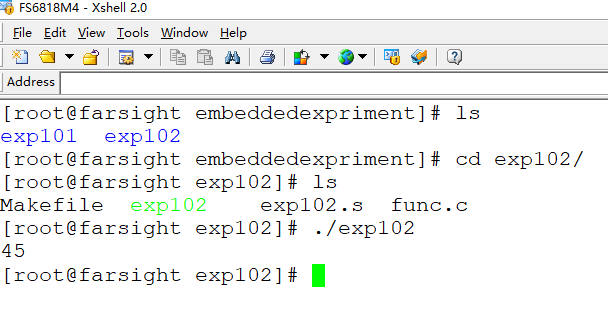 FS6818M4 - Xshell 2.0
File Edit View Tools Window Help
Address
[root@farsight embeddedexpriment]# ls
exp101 exp102
[root@farsight embeddedexpriment]# cd exp102/
[root@farsight exp102]# ls
Makefile exp102 exp102.s func.c
[root@farsight exp102]# ./exp102
45
[root@farsight exp102]#